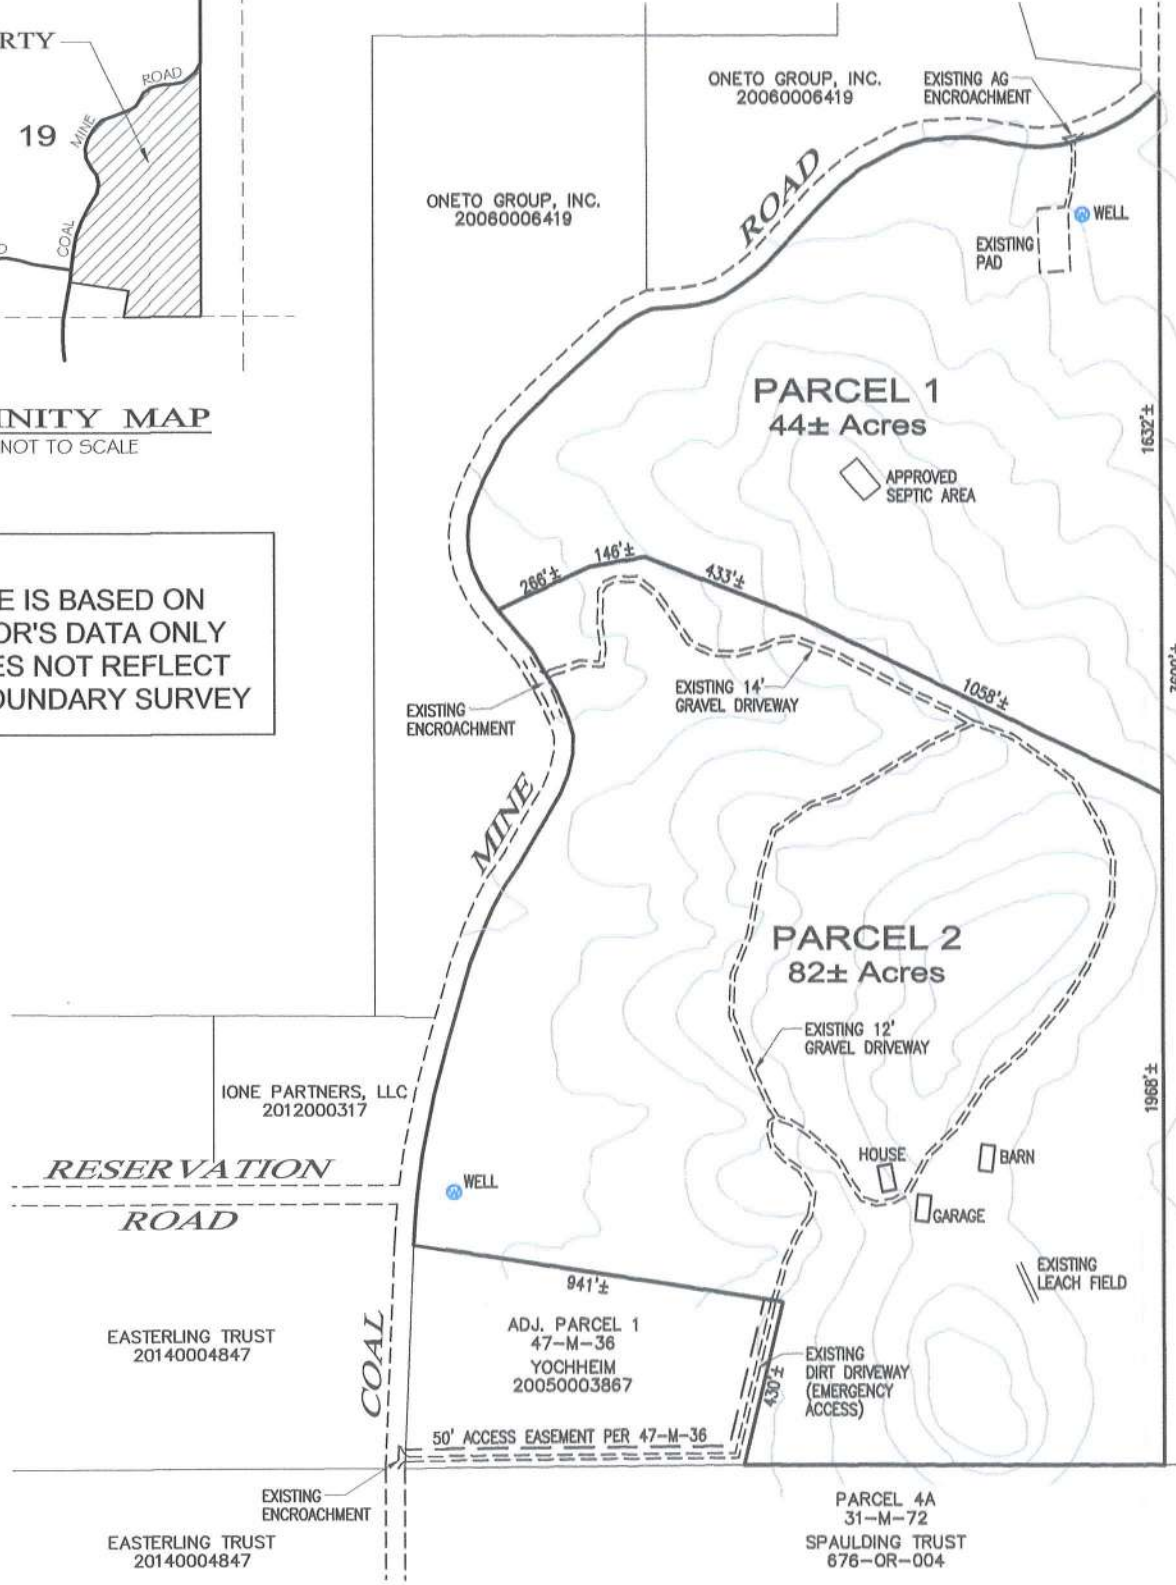 RTY
ROAD
19
MINE
COAL
INITY MAP
NOT TO SCALE
E IS BASED ON
OR'S DATA ONLY
ES NOT REFLECT
OUNDARY SURVEY
ONETO GROUP, INC.
20060006419
EXISTING AG
ENCROACHMENT
ONETO GROUP, INC.
20060006419
ROAD
WELL
EXISTING
PAD
PARCEL 1
44± Acres
1632'±
APPROVED
SEPTIC AREA
266'±
146'±
433'±
EXISTING 14'
GRAVEL DRIVEWAY
1058'±
EXISTING
ENCROACHMENT
MINE
PARCEL 2
82± Acres
EXISTING 12'
GRAVEL DRIVEWAY
1968'±
IONE PARTNERS, LLC
2012000317
RESERVATION
ROAD
WELL
HOUSE
BARN
GARAGE
EXISTING
LEACH FIELD
941'±
EASTERLING TRUST
20140004847
COAL
ADJ. PARCEL 1
47-M-36
YOCHHEIM
20050003867
430'±
EXISTING
DIRT DRIVEWAY
(EMERGENCY
ACCESS)
50' ACCESS EASEMENT PER 47-M-36
EXISTING
ENCROACHMENT
EASTERLING TRUST
20140004847
PARCEL 4A
31-M-72
SPAULDING TRUST
676-OR-004